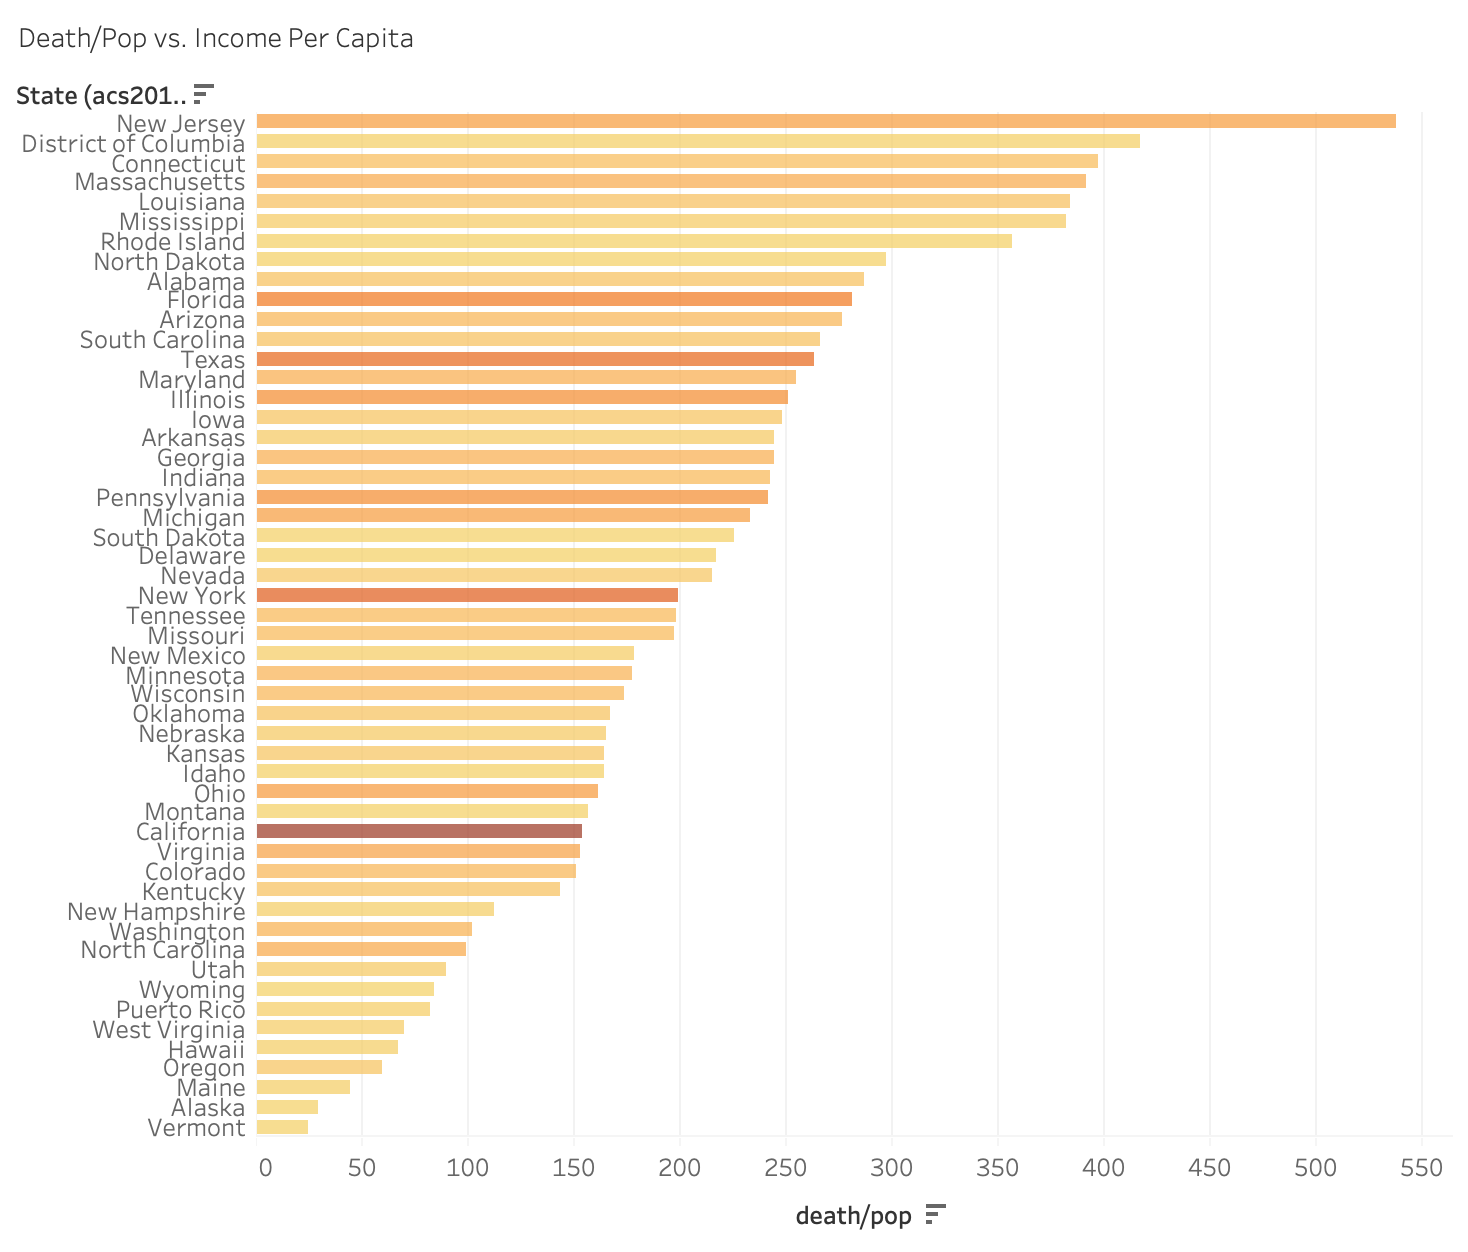 Death/Pop vs. Income Per Capita
State (acs201..
New Jersey
District of Columbia
Connecticut
Massachusetts
Louisiana
Mississippi
Rhode Island
North Dakota
Alabama
Florida
Arizona
South Carolina
Texas
Maryland
Illinois
Iowa
Arkansas
Georgia
Indiana
Pennsylvania
Michigan
South Dakota
Delaware
Nevada
New York
Tennessee
Missouri
New Mexico
Minnesota
Wisconsin
Oklahoma
Nebraska
Kansas
Idaho
Ohio
Montana
California
Virginia
Colorado
Kentucky
New Hampshire
Washington
North Carolina
Utah
Wyoming
Puerto Rico
West Virginia
Hawaii
Oregon
Maine
Alaska
Vermont
0 50 100 150 200 250 300 350 400 450 500 550
death/pop